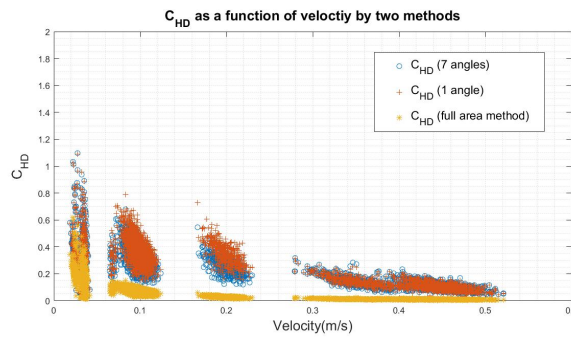 C_HD as a function of veloctiy by two methods
2
1.8
1.6
1.4
1.2
1
0.8
0.6
0.4
0.2
0
C_HD
C_HD (7 angles)
C_HD (1 angle)
C_HD (full area method)
0 0.1 0.2 0.3 0.4 0.5
Velocity(m/s)